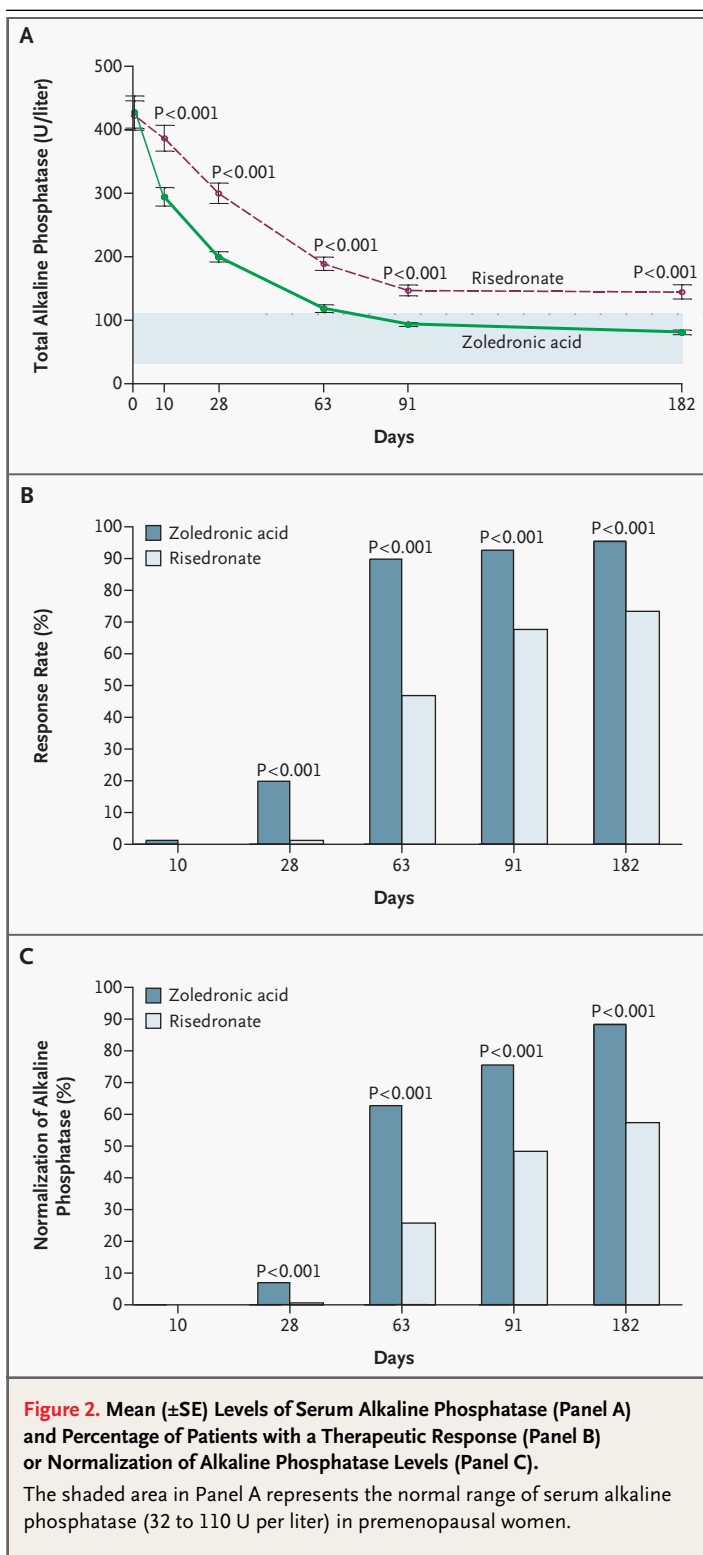 A
Total Alkaline Phosphatase (U/liter)
500
400
300
200
100
0
P<0.001
P<0.001
P<0.001
P<0.001
P<0.001
Risedronate
Zoledronic acid
0 10 28 63 91 182
Days
B
Response Rate (%)
100
90
80
70
60
50
40
30
20
10
0
Zoledronic acid
Risedronate
P<0.001
P<0.001
P<0.001
P<0.001
10 28 63 91 182
Days
C
Normalization of Alkaline
Phosphatase (%)
100
90
80
70
60
50
40
30
20
10
0
Zoledronic acid
Risedronate
P<0.001
P<0.001
P<0.001
P<0.001
10 28 63 91 182
Days
Figure 2. Mean (±SE) Levels of Serum Alkaline Phosphatase (Panel A)
and Percentage of Patients with a Therapeutic Response (Panel B)
or Normalization of Alkaline Phosphatase Levels (Panel C).
The shaded area in Panel A represents the normal range of serum alkaline
phosphatase (32 to 110 U per liter) in premenopausal women.